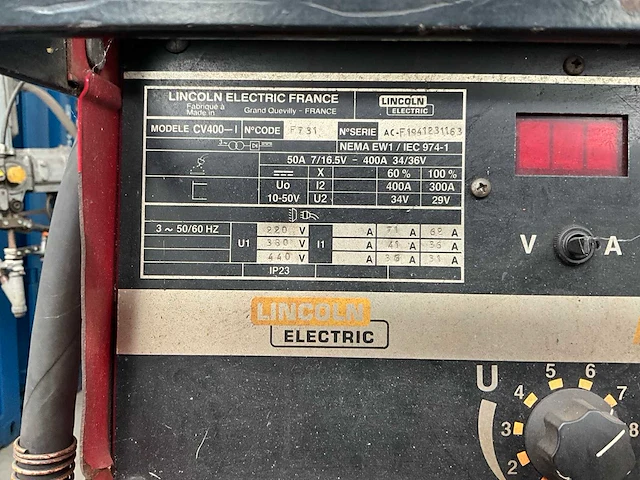 LINCOLN ELECTRIC FRANCE
Fabriqué à
Made in Grand Quevilly - FRANCE
LINCOLN
ELECTRIC
MODELE CV400-I N°CODE F731 N°SERIE AC-F1941231163
3~ NEMA EW1 / IEC 974-1
50A 7/16.5V - 400A 34/36V
X 60% 100%
Uo I2 400A 300A
10-50V U2 34V 29V
3 ~ 50/60 HZ U1 220 V I1 A 71 A 62 A
380 V A 41 A 36 A
440 V A 36 A 31 A
IP23
V A
LINCOLN
ELECTRIC
U
2 3 4 5 6 7 8